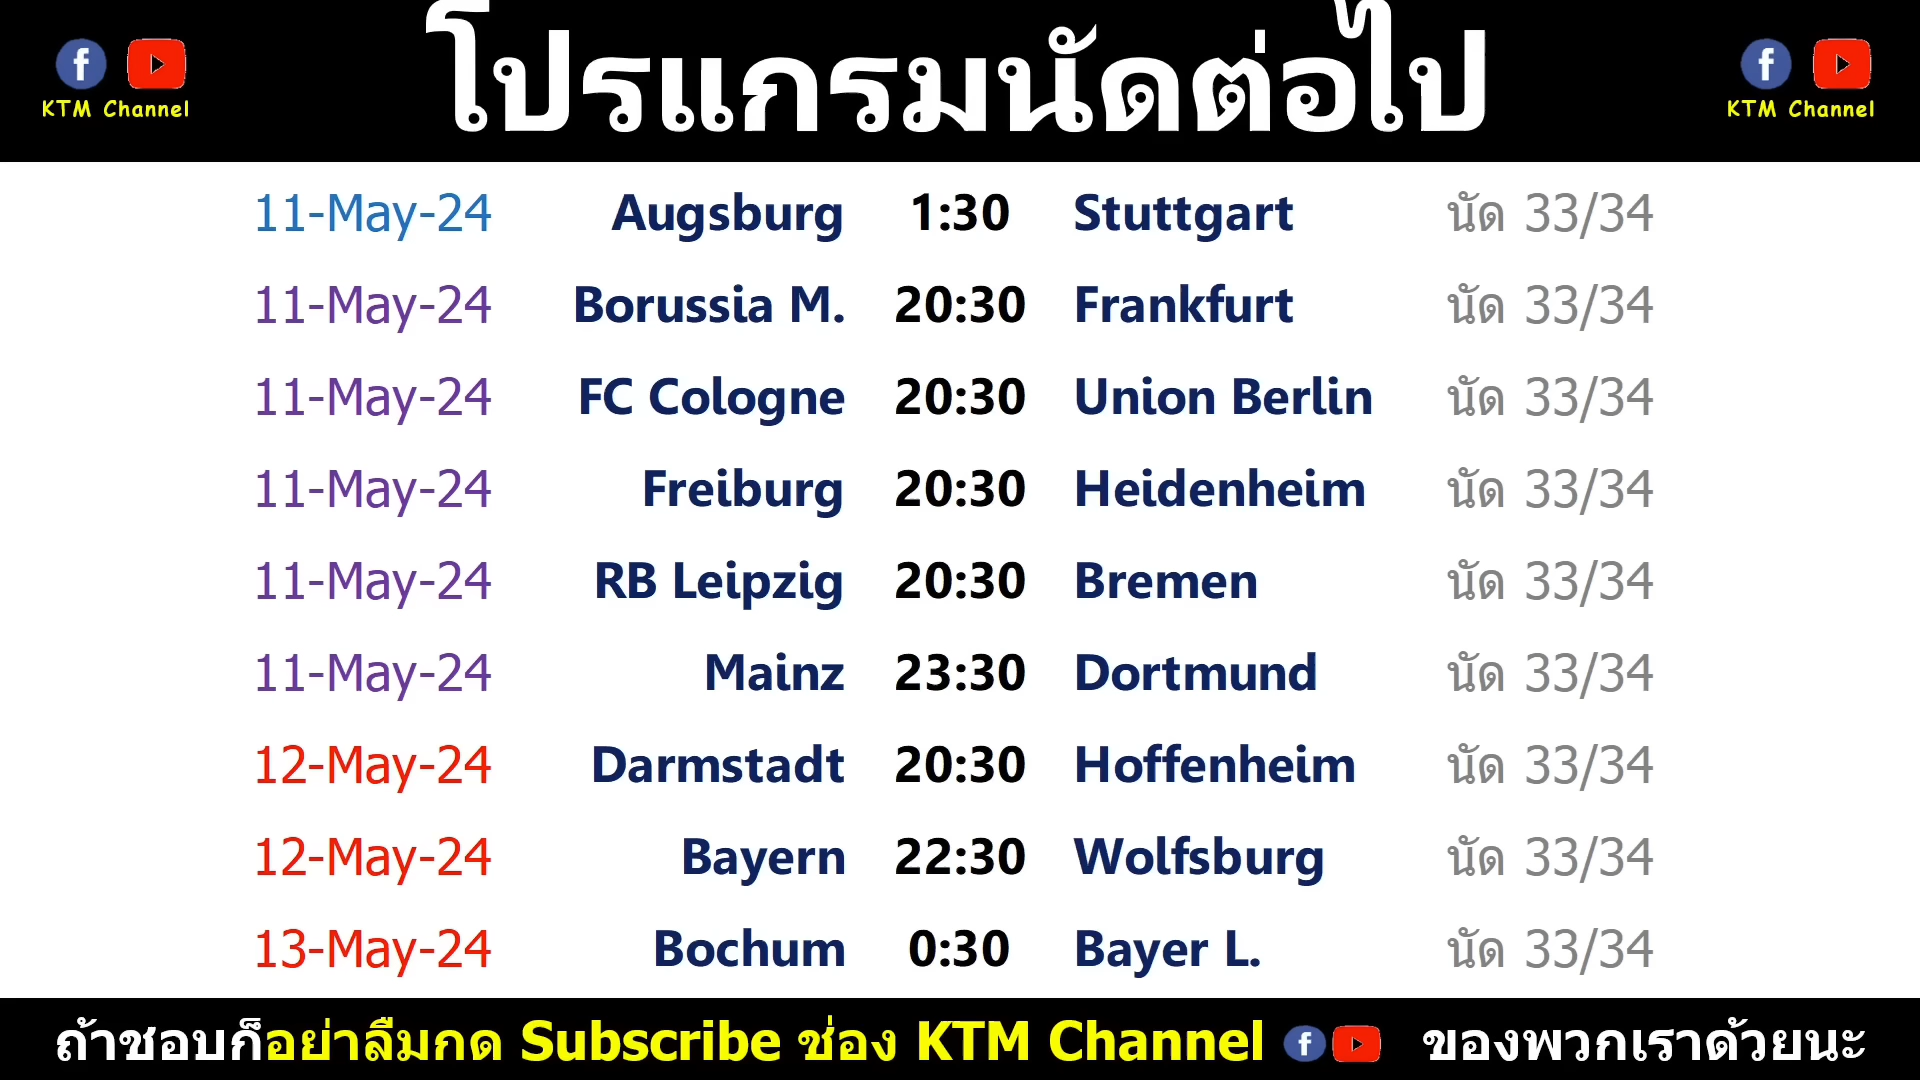 โปรแกรมนัดต่อไป
KTM Channel
KTM Channel
11-May-24 Augsburg 1:30 Stuttgart นัด 33/34
11-May-24 Borussia M. 20:30 Frankfurt นัด 33/34
11-May-24 FC Cologne 20:30 Union Berlin นัด 33/34
11-May-24 Freiburg 20:30 Heidenheim นัด 33/34
11-May-24 RB Leipzig 20:30 Bremen นัด 33/34
11-May-24 Mainz 23:30 Dortmund นัด 33/34
12-May-24 Darmstadt 20:30 Hoffenheim นัด 33/34
12-May-24 Bayern 22:30 Wolfsburg นัด 33/34
13-May-24 Bochum 0:30 Bayer L. นัด 33/34
ถ้าชอบก็อย่าลืมกด Subscribe ช่อง KTM Channel ของพวกเราด้วยนะ